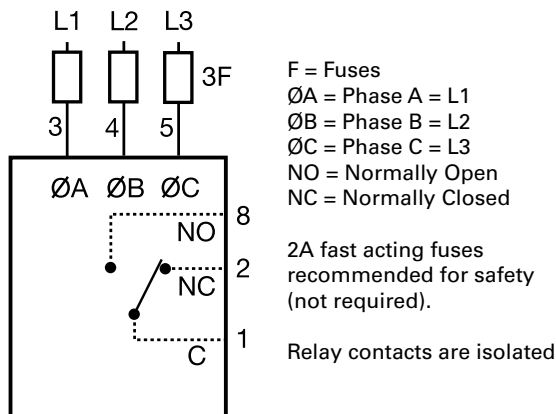 L1 L2 L3
3F
3 4 5
ØA ØB ØC
8
NO
2
NC
1
C
F = Fuses
ØA = Phase A = L1
ØB = Phase B = L2
ØC = Phase C = L3
NO = Normally Open
NC = Normally Closed
2A fast acting fuses
recommended for safety
(not required).
Relay contacts are isolated